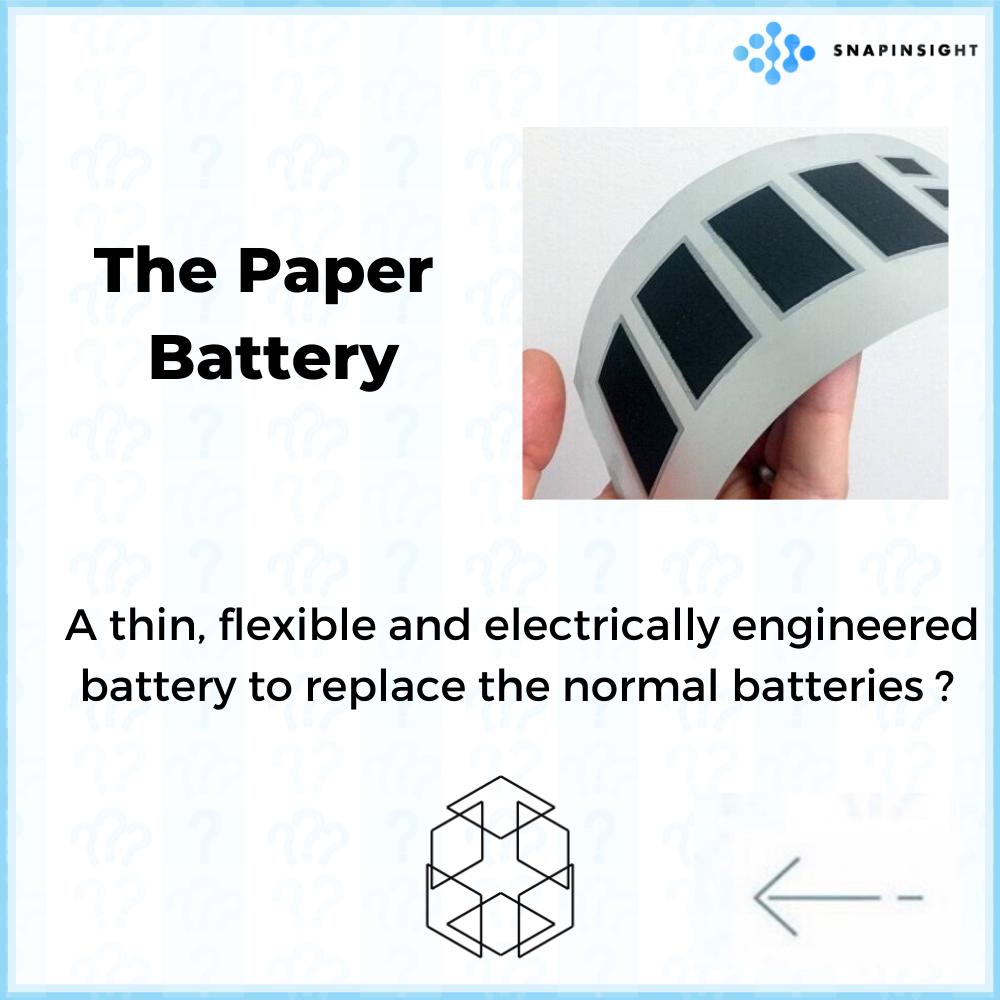 SNAPINSIGHT
The Paper
Battery
A thin, flexible and electrically engineered
battery to replace the normal batteries ?